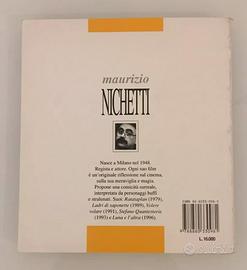 maurizio
NICHETTI
Nasce a Milano nel 1948.
Regista e attore. Ogni suo film
è un'originale riflessione sul cinema,
sulla sua meraviglia e magia.
Propone una comicità surreale,
interpretata da personaggi buffi
e stralunati. Suoi: Ratataplan (1979),
Ladri di saponette (1989), Volere
volare (1991), Stefano Quantestorie
(1993) e Luna e l'altra (1996).
L. 16.000
subito